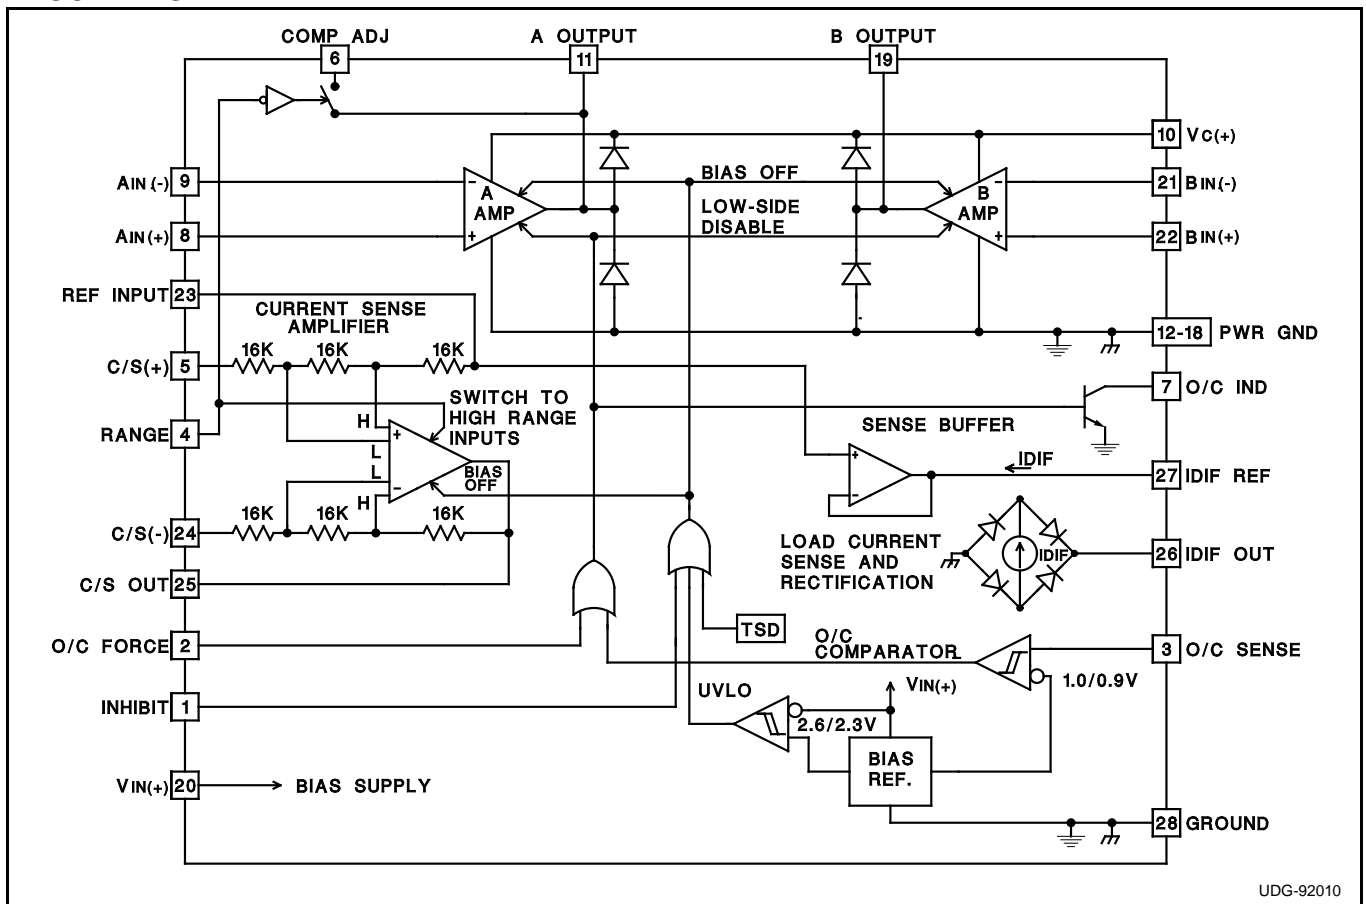 COMP ADJ
A OUTPUT
B OUTPUT
6
11
19
10
VC(+)
AIN(-)
9
A
AMP
BIAS OFF
B
AMP
21
BIN(-)
LOW-SIDE
DISABLE
AIN(+)
8
22
BIN(+)
REF INPUT
23
CURRENT SENSE
AMPLIFIER
12-18
PWR GND
16K
16K
16K
C/S(+)
5
7
O/C IND
SWITCH TO
HIGH RANGE
INPUTS
H
+
L
RANGE
4
SENSE BUFFER
L
BIAS
OFF
-
H
+
-
IDIF
27
IDIF REF
16K
16K
16K
C/S(-)
24
LOAD CURRENT
SENSE AND
RECTIFICATION
IDIF
26
IDIF OUT
C/S OUT
25
TSD
O/C FORCE
2
O/C
COMPARATOR
3
O/C SENSE
1.0/0.9V
INHIBIT
1
UVLO
VIN(+)
2.6/2.3V
BIAS
REF.
VIN(+)
20
BIAS SUPPLY
28
GROUND
UDG-92010